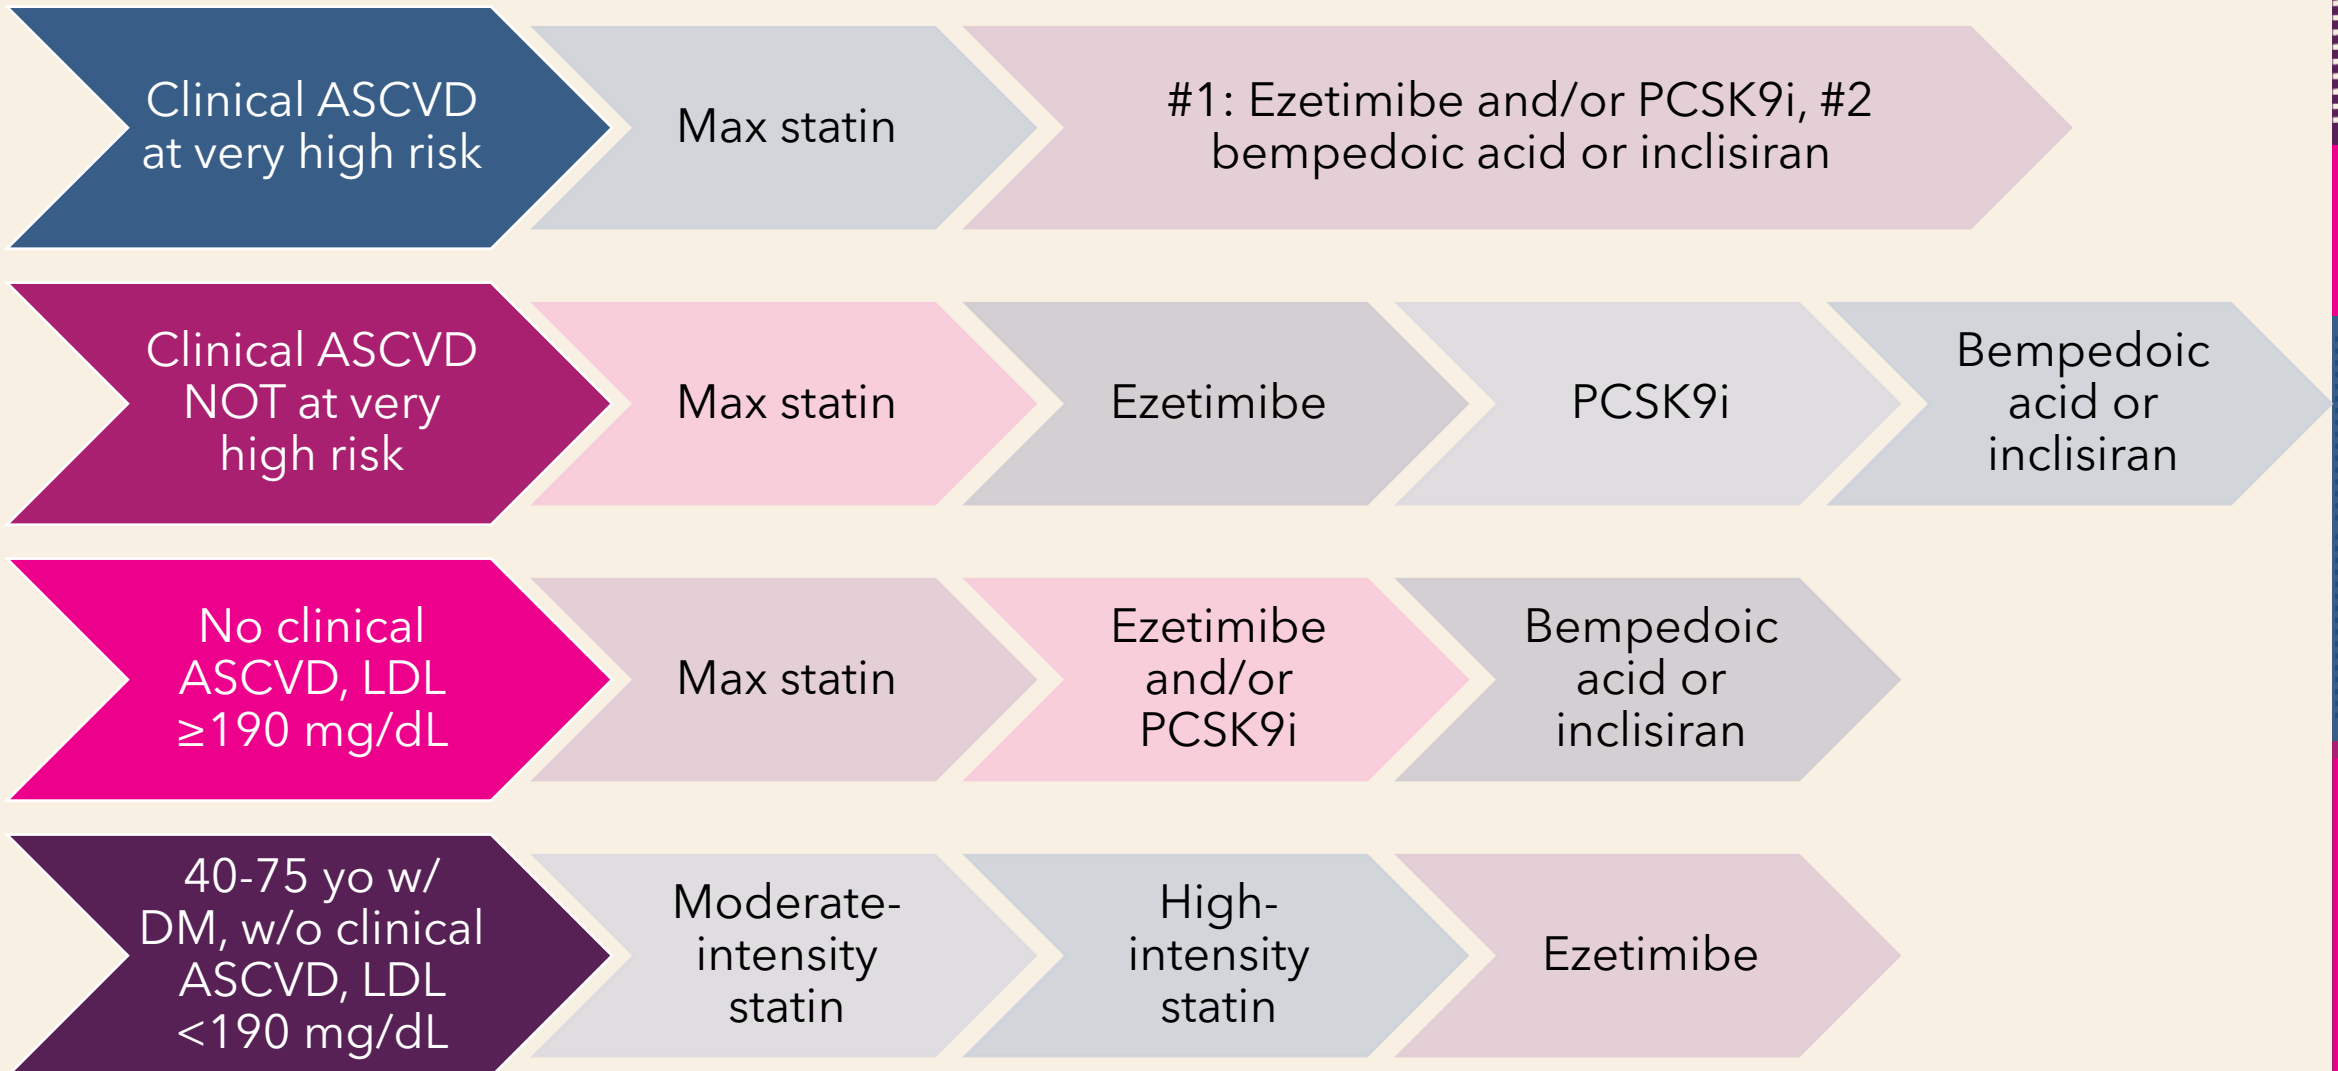 Clinical ASCVD
at very high risk
Max statin
#1: Ezetimibe and/or PCSK9i, #2
bempedoic acid or inclisiran
Clinical ASCVD
NOT at very
high risk
Max statin
Ezetimibe
PCSK9i
Bempedoic
acid or
inclisiran
No clinical
ASCVD, LDL
≥190 mg/dL
Max statin
Ezetimibe
and/or
PCSK9i
Bempedoic
acid or
inclisiran
40-75 yo w/
DM, w/o clinical
ASCVD, LDL
<190 mg/dL
Moderate-
intensity
statin
High-
intensity
statin
Ezetimibe